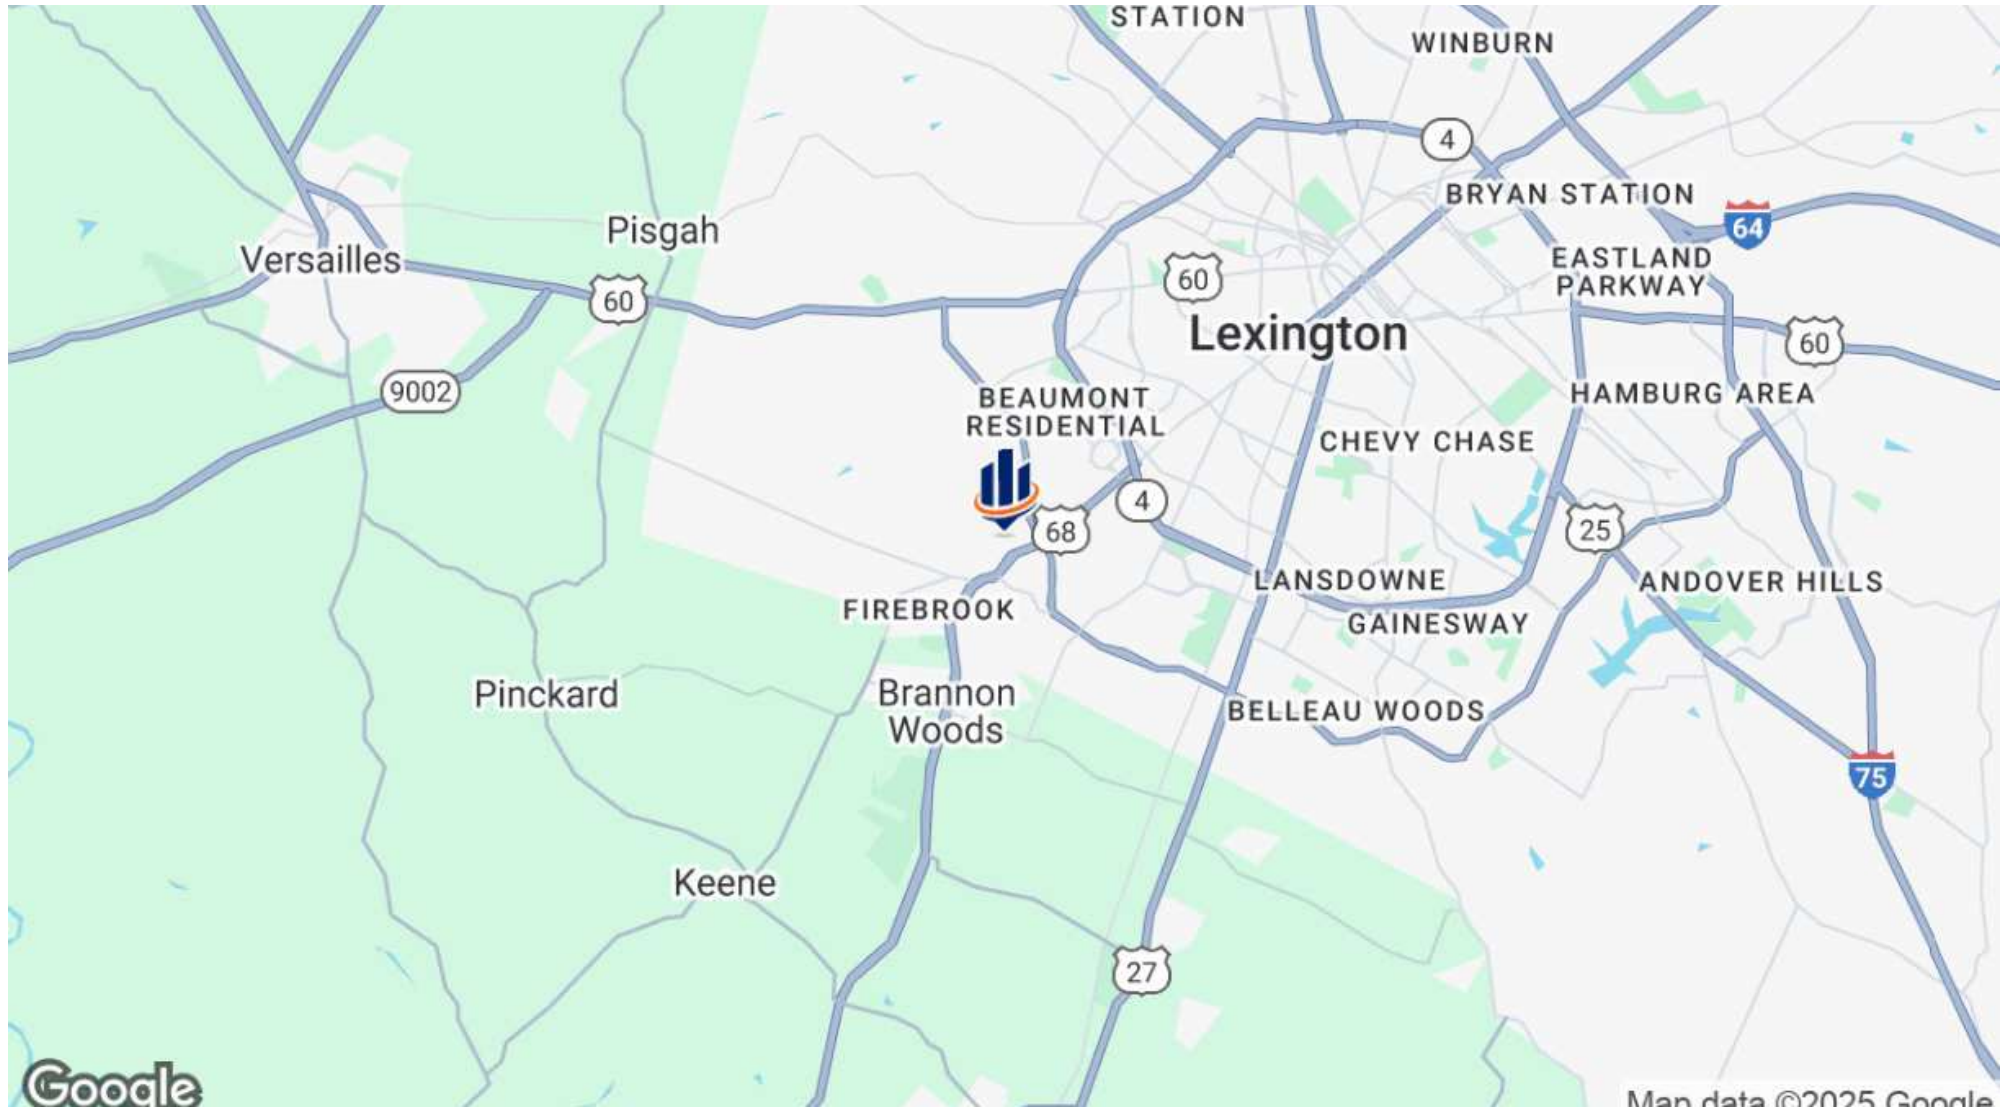 STATION
WINBURN
4
BRYAN STATION
64
Pisgah
Versailles
EASTLAND
PARKWAY
60
60
Lexington
60
9002
BEAUMONT
RESIDENTIAL
HAMBURG AREA
CHEVY CHASE
4
68
25
LANSDOWNE
ANDOVER HILLS
FIREBROOK
GAINESWAY
Pinckard
Brannon
Woods
BELLEAU WOODS
75
Keene
27
Google
Map data ©2025 Google